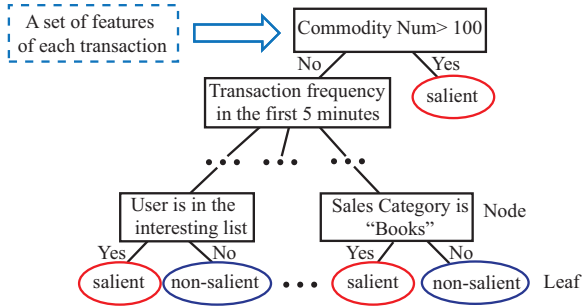 A set of features
of each transaction
Commodity Num> 100
No
Yes
Transaction frequency
in the first 5 minutes
salient
User is in the
interesting list
Sales Category is
“Books”
Node
Yes
No
Yes
No
salient
non-salient
salient
non-salient
Leaf